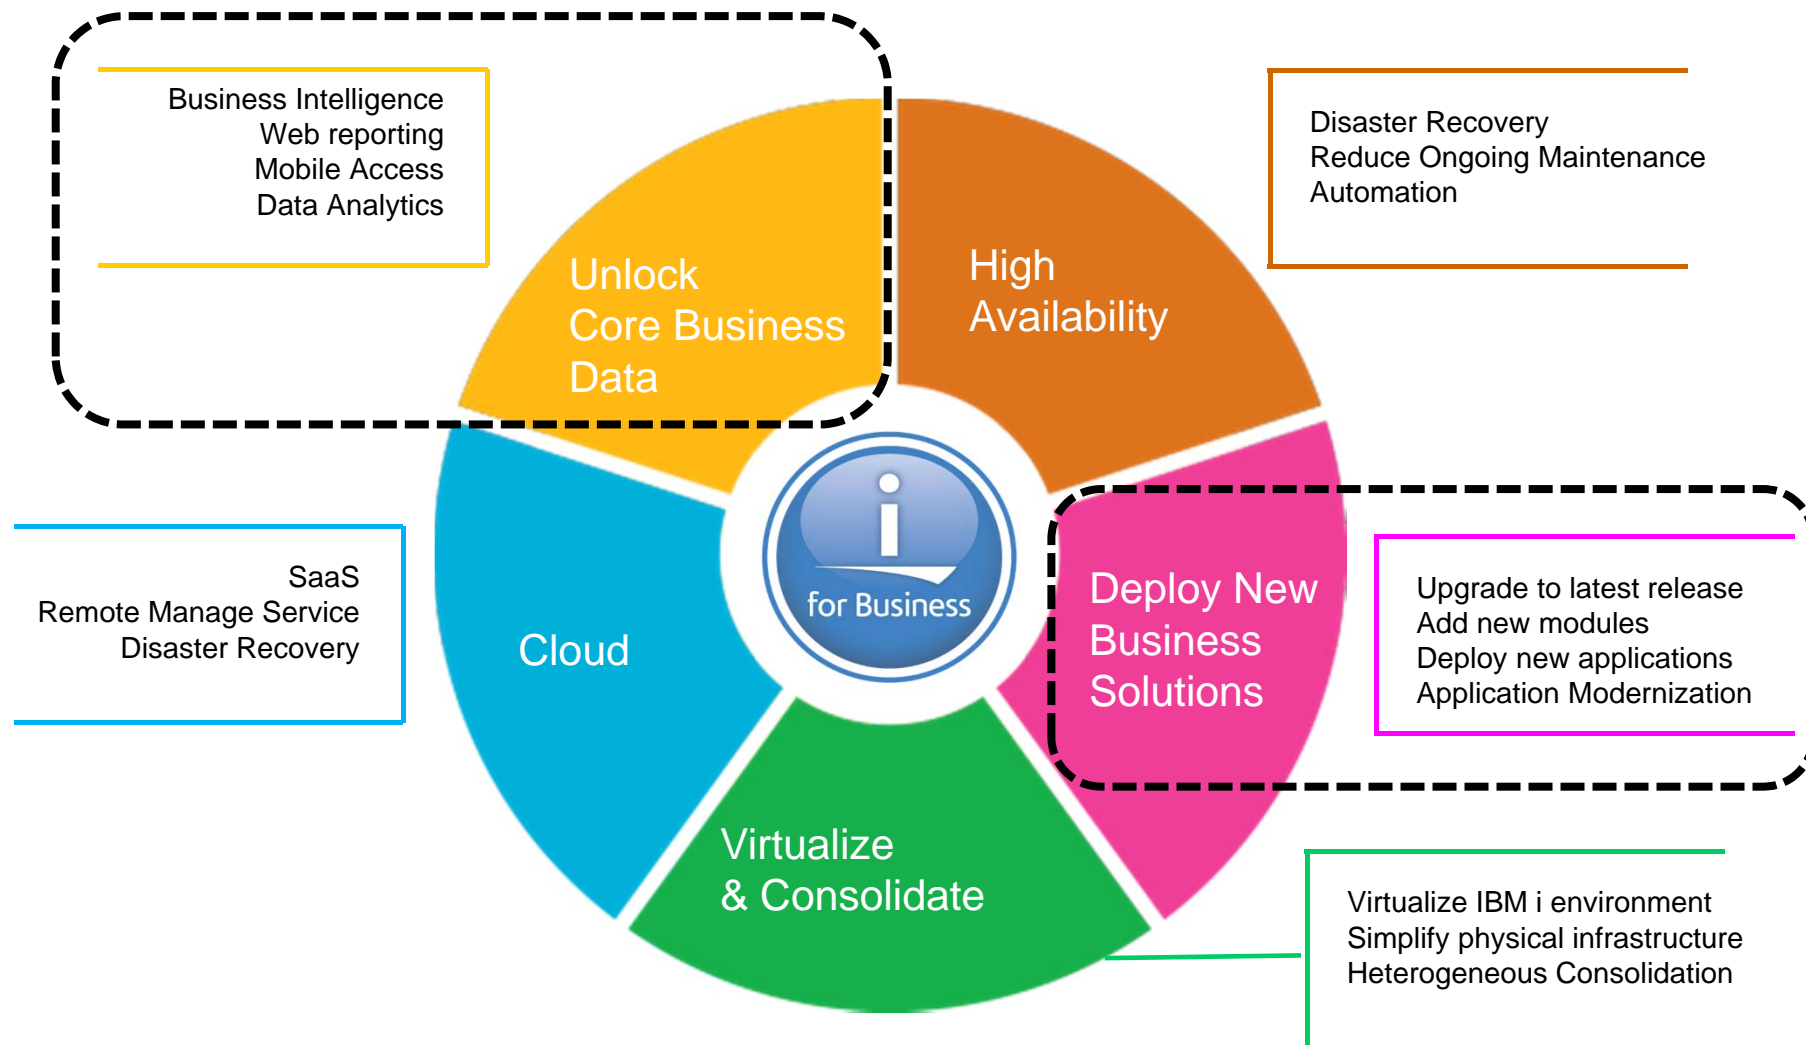 Business Intelligence
Web reporting
Mobile Access
Data Analytics
Unlock
Core Business
Data
High
Availability
Disaster Recovery
Reduce Ongoing Maintenance
Automation
SaaS
Remote Manage Service
Disaster Recovery
Cloud
i
for Business
Deploy New
Business
Solutions
Upgrade to latest release
Add new modules
Deploy new applications
Application Modernization
Virtualize
& Consolidate
Virtualize IBM i environment
Simplify physical infrastructure
Heterogeneous Consolidation